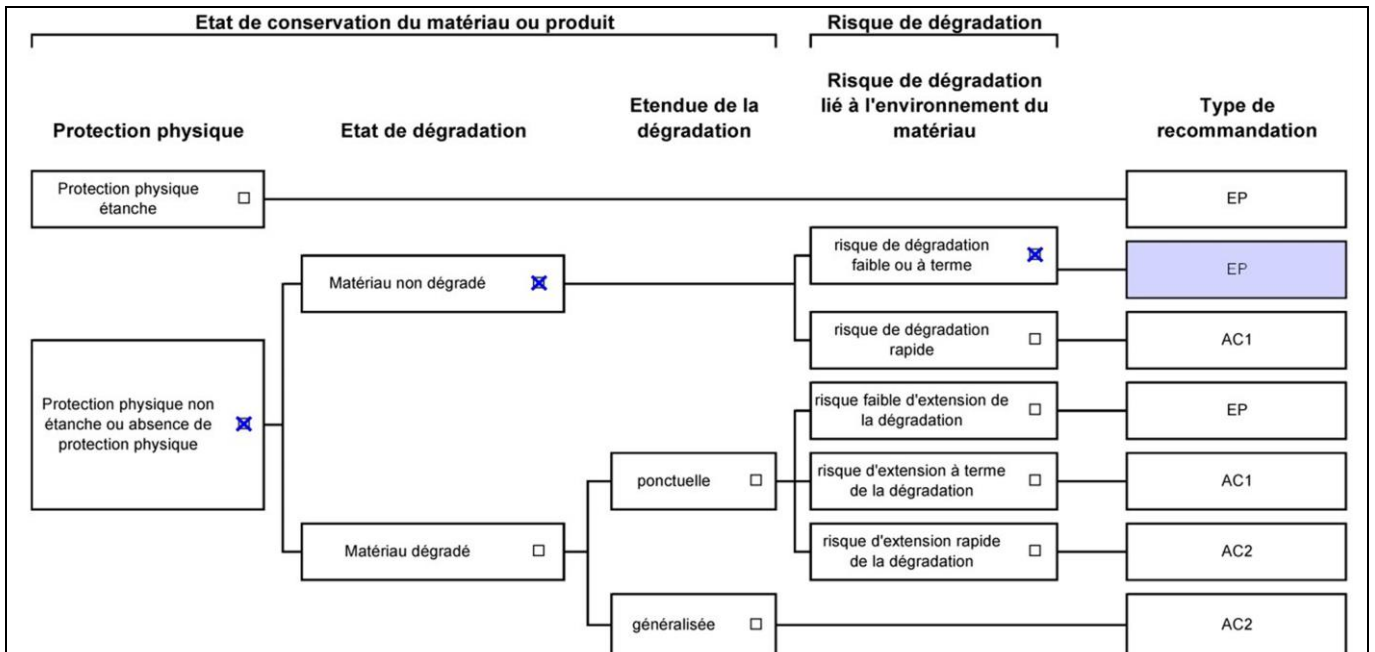 Etat de conservation du matériau ou produit
Risque de dégradation
Protection physique
Etat de dégradation
Etendue de la
dégradation
Risque de dégradation
lié à l'environnement du
matériau
Type de
recommandation
Protection physique
étanche
EP
risque de dégradation
faible ou à terme
EP
Matériau non dégradé
risque de dégradation
rapide
AC1
Protection physique non
étanche ou absence de
protection physique
risque faible d'extension de
la dégradation
EP
ponctuelle
risque d'extension à terme
de la dégradation
AC1
Matériau dégradé
risque d'extension rapide
de la dégradation
AC2
généralisée
AC2